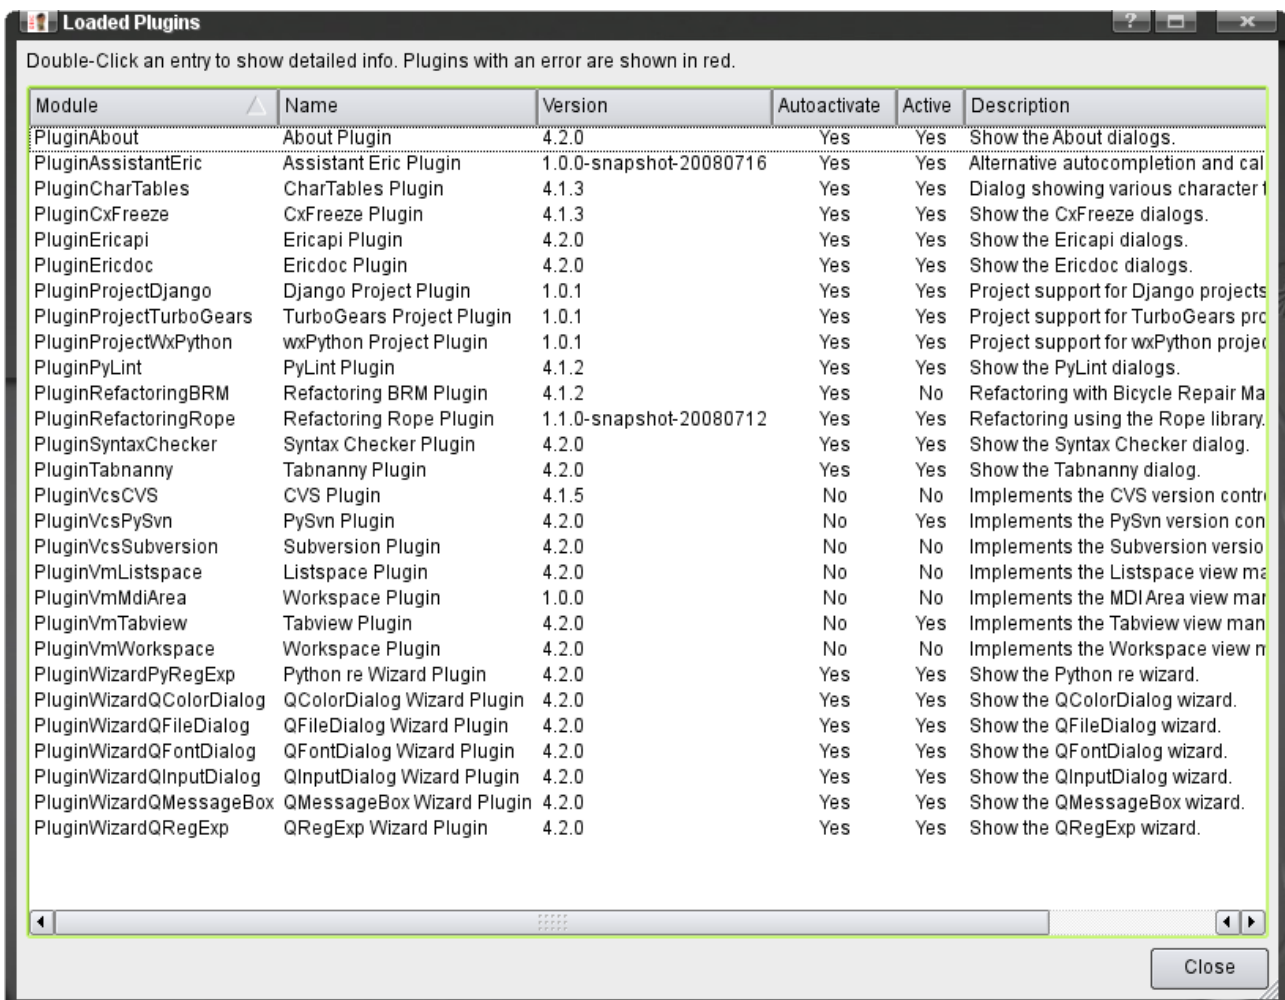 Loaded Plugins
Double-Click an entry to show detailed info. Plugins with an error are shown in red.
Module Name Version Autoactivate Active Description
PluginAbout About Plugin 4.2.0 Yes Yes Show the About dialogs.
PluginAssistantEric Assistant Eric Plugin 1.0.0-snapshot-20080716 Yes Yes Alternative autocompletion and cal
PluginCharTables CharTables Plugin 4.1.3 Yes Yes Dialog showing various character t
PluginCxFreeze CxFreeze Plugin 4.1.3 Yes Yes Show the CxFreeze dialogs.
PluginEricapi Ericapi Plugin 4.2.0 Yes Yes Show the Ericapi dialogs.
PluginEricdoc Ericdoc Plugin 4.2.0 Yes Yes Show the Ericdoc dialogs.
PluginProjectDjango Django Project Plugin 1.0.1 Yes Yes Project support for Django projects
PluginProjectTurboGears TurboGears Project Plugin 1.0.1 Yes Yes Project support for TurboGears pro
PluginProjectWxPython wxPython Project Plugin 1.0.1 Yes Yes Project support for wxPython projec
PluginPyLint PyLint Plugin 4.1.2 Yes Yes Show the PyLint dialogs.
PluginRefactoringBRM Refactoring BRM Plugin 4.1.2 Yes No Refactoring with Bicycle Repair Ma
PluginRefactoringRope Refactoring Rope Plugin 1.1.0-snapshot-20080712 Yes Yes Refactoring using the Rope library.
PluginSyntaxChecker Syntax Checker Plugin 4.2.0 Yes Yes Show the Syntax Checker dialog.
PluginTabnanny Tabnanny Plugin 4.2.0 Yes Yes Show the Tabnanny dialog.
PluginVcsCVS CVS Plugin 4.1.5 No No Implements the CVS version contro
PluginVcsPySvn PySvn Plugin 4.2.0 No Yes Implements the PySvn version con
PluginVcsSubversion Subversion Plugin 4.2.0 No No Implements the Subversion versio
PluginVmListspace Listspace Plugin 4.2.0 No No Implements the Listspace view ma
PluginVmMdiArea Workspace Plugin 1.0.0 No No Implements the MDIArea view man
PluginVmTabview Tabview Plugin 4.2.0 No Yes Implements the Tabview view man
PluginVmWorkspace Workspace Plugin 4.2.0 No No Implements the Workspace view m
PluginWizardPyRegExp Python re Wizard Plugin 4.2.0 Yes Yes Show the Python re wizard.
PluginWizardQColorDialog QColorDialog Wizard Plugin 4.2.0 Yes Yes Show the QColorDialog wizard.
PluginWizardQFileDialog QFileDialog Wizard Plugin 4.2.0 Yes Yes Show the QFileDialog wizard.
PluginWizardQFontDialog QFontDialog Wizard Plugin 4.2.0 Yes Yes Show the QFontDialog wizard.
PluginWizardQInputDialog QInputDialog Wizard Plugin 4.2.0 Yes Yes Show the QInputDialog wizard.
PluginWizardQMessageBox QMessageBox Wizard Plugin 4.2.0 Yes Yes Show the QMessageBox wizard.
PluginWizardQRegExp QRegExp Wizard Plugin 4.2.0 Yes Yes Show the QRegExp wizard.
Close